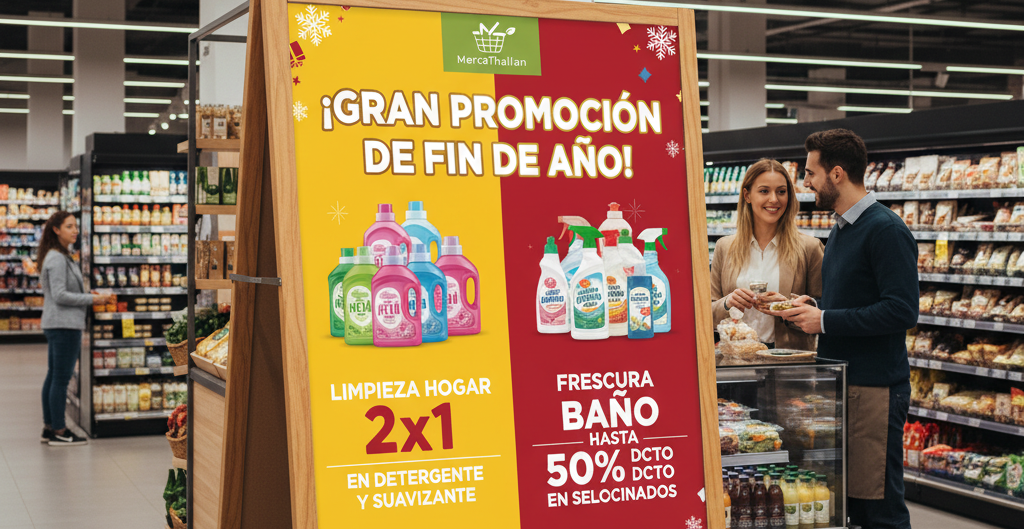 MercaThallan
¡GRAN PROMOCIÓN
DE FIN DE AÑO!
LIMPIEZA HOGAR
2x1
EN DETERGENTE
Y SUAVIZANTE
FRESCURA
BAÑO
HASTA
50% DCTO
DCTO
EN SELOCINADOS